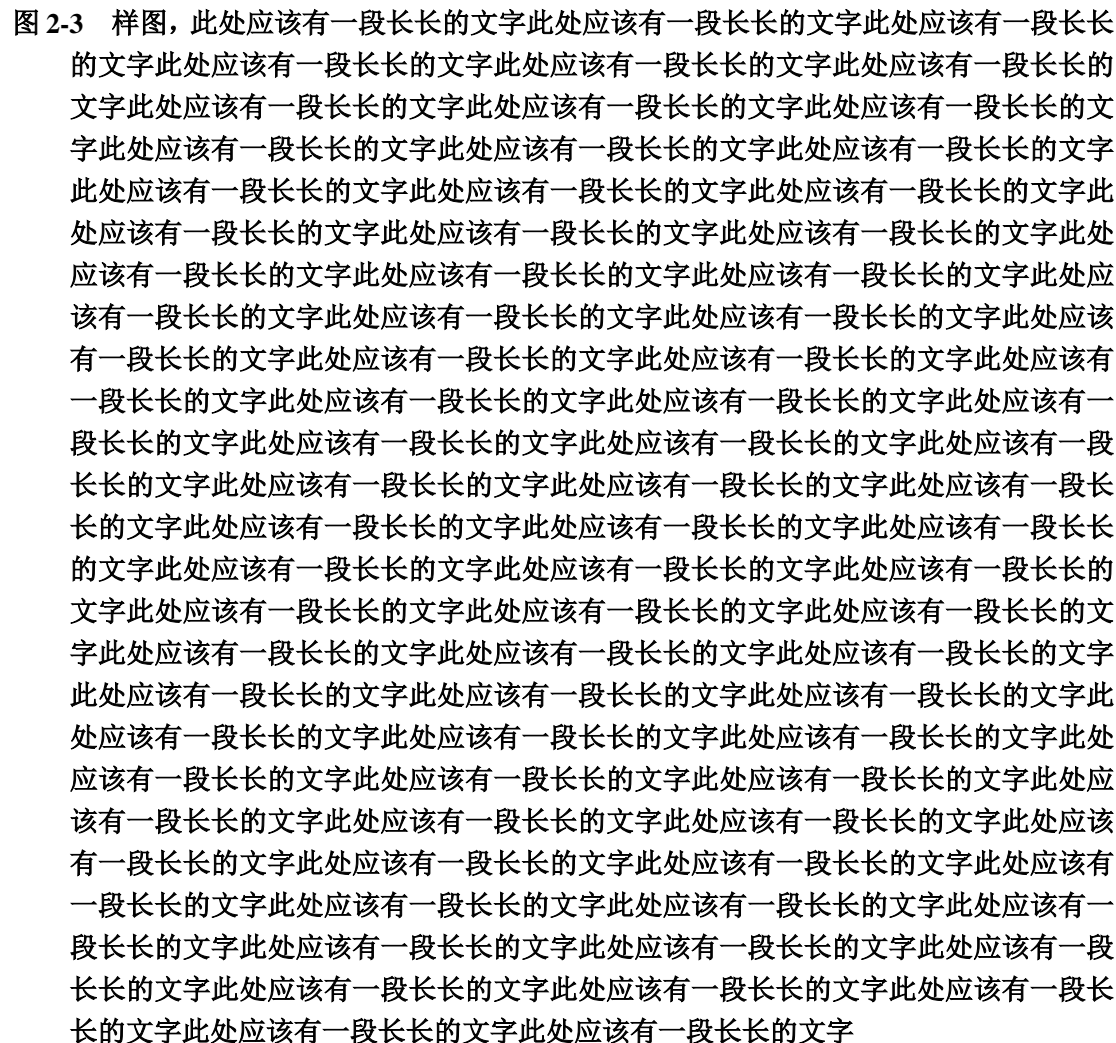 图 2-3 样图，此处应该有一段长长的文字此处应该有一段长长的文字此处应该有一段长长
的文字此处应该有一段长长的文字此处应该有一段长长的文字此处应该有一段长长的
文字此处应该有一段长长的文字此处应该有一段长长的文字此处应该有一段长长的文
字此处应该有一段长长的文字此处应该有一段长长的文字此处应该有一段长长的文字
此处应该有一段长长的文字此处应该有一段长长的文字此处应该有一段长长的文字此
处应该有一段长长的文字此处应该有一段长长的文字此处应该有一段长长的文字此处
应该有一段长长的文字此处应该有一段长长的文字此处应该有一段长长的文字此处应
该有一段长长的文字此处应该有一段长长的文字此处应该有一段长长的文字此处应该
有一段长长的文字此处应该有一段长长的文字此处应该有一段长长的文字此处应该有
一段长长的文字此处应该有一段长长的文字此处应该有一段长长的文字此处应该有一
段长长的文字此处应该有一段长长的文字此处应该有一段长长的文字此处应该有一段
长长的文字此处应该有一段长长的文字此处应该有一段长长的文字此处应该有一段长
长的文字此处应该有一段长长的文字此处应该有一段长长的文字此处应该有一段长长
的文字此处应该有一段长长的文字此处应该有一段长长的文字此处应该有一段长长的
文字此处应该有一段长长的文字此处应该有一段长长的文字此处应该有一段长长的文
字此处应该有一段长长的文字此处应该有一段长长的文字此处应该有一段长长的文字
此处应该有一段长长的文字此处应该有一段长长的文字此处应该有一段长长的文字此
处应该有一段长长的文字此处应该有一段长长的文字此处应该有一段长长的文字此处
应该有一段长长的文字此处应该有一段长长的文字此处应该有一段长长的文字此处应
该有一段长长的文字此处应该有一段长长的文字此处应该有一段长长的文字此处应该
有一段长长的文字此处应该有一段长长的文字此处应该有一段长长的文字此处应该有
一段长长的文字此处应该有一段长长的文字此处应该有一段长长的文字此处应该有一
段长长的文字此处应该有一段长长的文字此处应该有一段长长的文字此处应该有一段
长长的文字此处应该有一段长长的文字此处应该有一段长长的文字此处应该有一段长
长的文字此处应该有一段长长的文字此处应该有一段长长的文字